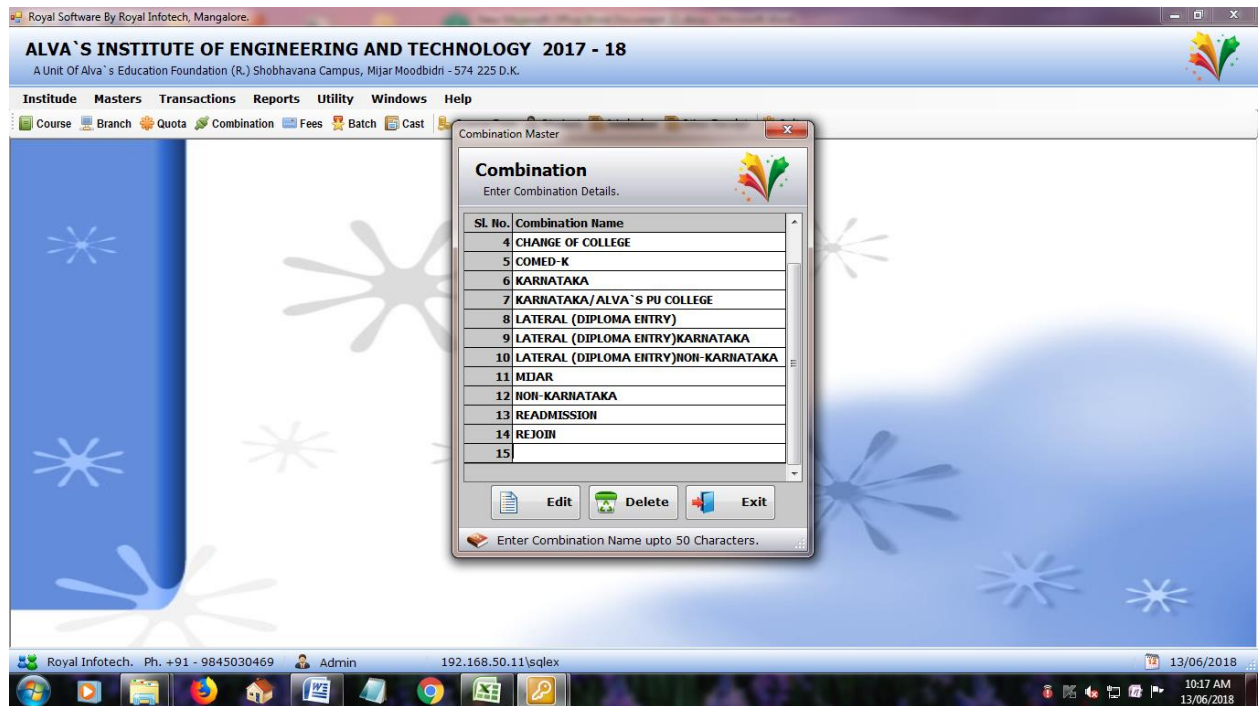 Royal Software By Royal Infotech, Mangalore.
ALVA`S INSTITUTE OF ENGINEERING AND TECHNOLOGY 2017 - 18
A Unit Of Alva`s Education Foundation (R.) Shobhavana Campus, Mijar Moodbidri - 574 225 D.K.
Institude Masters Transactions Reports Utility Windows Help
Course Branch Quota Combination Fees Batch Cast
Combination Master
Combination
Enter Combination Details.
Sl. No. Combination Name
4 CHANGE OF COLLEGE
5 COMED-K
6 KARNATAKA
7 KARNATAKA/ALVA`S PU COLLEGE
8 LATERAL (DIPLOMA ENTRY)
9 LATERAL (DIPLOMA ENTRY)KARNATAKA
10 LATERAL (DIPLOMA ENTRY)NON-KARNATAKA
11 MIJAR
12 NON-KARNATAKA
13 READMISSION
14 REJOIN
15
Edit Delete Exit
Enter Combination Name upto 50 Characters.
Royal Infotech. Ph. +91 - 9845030469 Admin 192.168.50.11\sqlex 13/06/2018
10:17 AM
13/06/2018